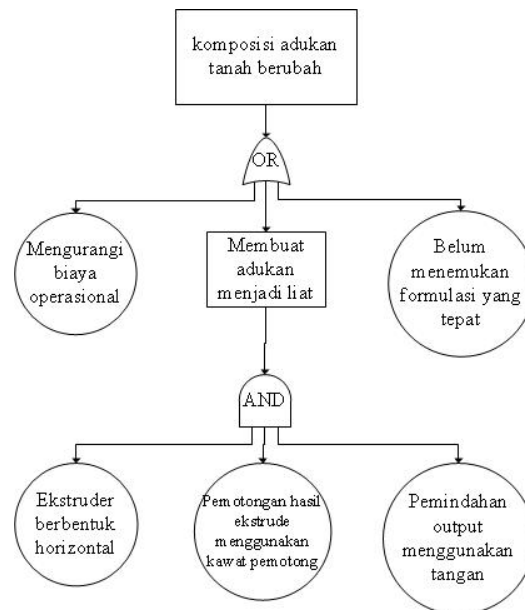 komposisi adukan
tanah berubah
OR
Mengurangi
biaya
operasional
Membuat
adukan
menjadi liat
Belum
menemukan
formulasi yang
tepat
AND
Ekstruder
berbentuk
horizontal
Pemotongan hasil
ekstrude
menggunakan
kawat pemotong
Pemindahan
output
menggunakan
tangan